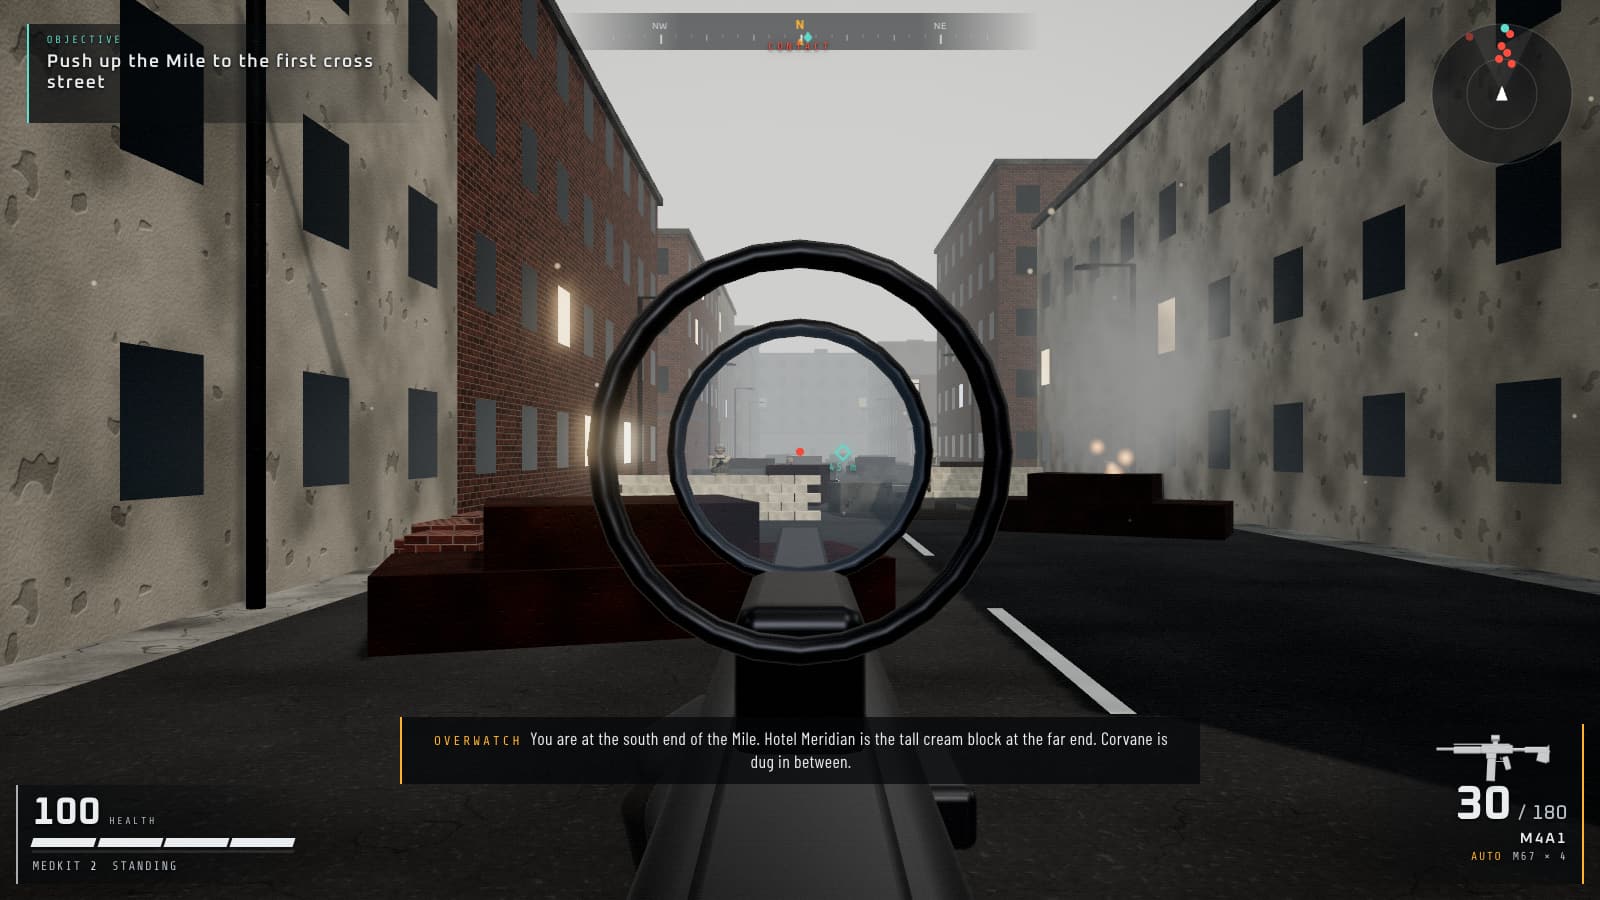 OBJECTIVE
Push up the Mile to the first cross
street
NW
N
NE
CONTACT
OVERWATCH You are at the south end of the Mile. Hotel Meridian is the tall cream block at the far end. Corvane is
dug in between.
100 HEALTH
MEDKIT 2 STANDING
30 / 180
M4A1
AUTO M67 × 4